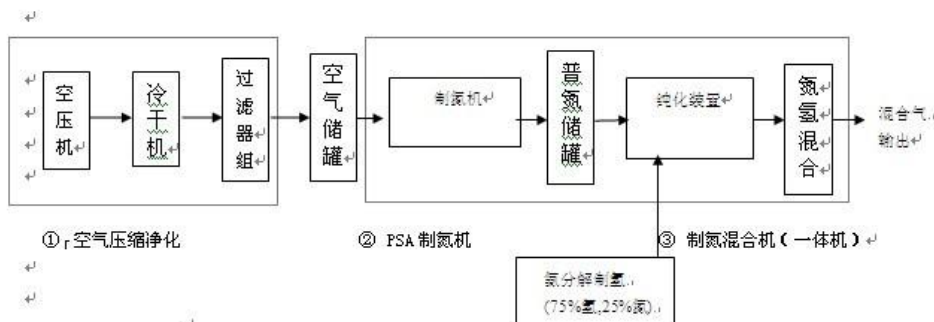 空压机
冷干机
过滤器组
空气储罐
制氮机
普氮储罐
纯化装置
氮氢混合
混合气
输出
① 空气压缩净化
② PSA 制氮机
③ 制氮混合机(一体机)
氨分解制氢
(75%氢,25%氮)